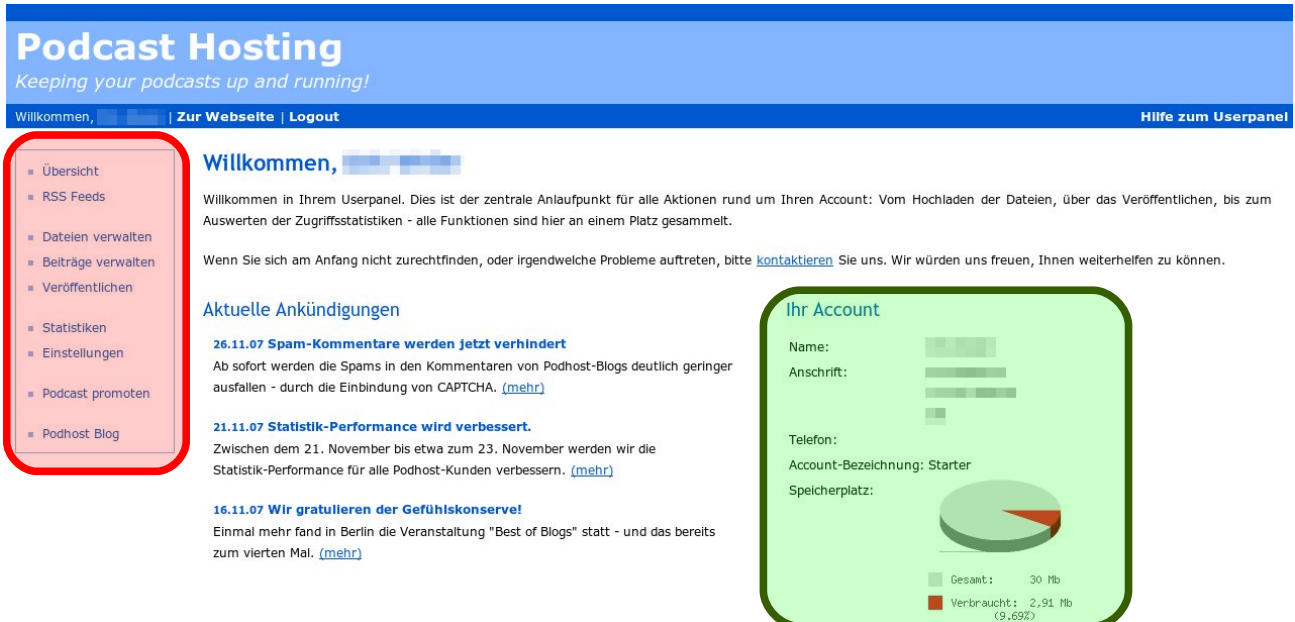 Podcast Hosting
Keeping your podcasts up and running!
Willkommen, | Zur Webseite | Logout
Hilfe zum Userpanel
Übersicht
RSS Feeds
Dateien verwalten
Beiträge verwalten
Veröffentlichen
Statistiken
Einstellungen
Podcast promoten
Podhost Blog
Willkommen,
Willkommen in Ihrem Userpanel. Dies ist der zentrale Anlaufpunkt für alle Aktionen rund um Ihren Account: Vom Hochladen der Dateien, über das Veröffentlichen, bis zum
Auswerten der Zugriffsstatistiken - alle Funktionen sind hier an einem Platz gesammelt.
Wenn Sie sich am Anfang nicht zurechtfinden, oder irgendwelche Probleme auftreten, bitte kontaktieren Sie uns. Wir würden uns freuen, Ihnen weiterhelfen zu können.
Aktuelle Ankündigungen
26.11.07 Spam-Kommentare werden jetzt verhindert
Ab sofort werden die Spams in den Kommentaren von Podhost-Blogs deutlich geringer
ausfallen - durch die Einbindung von CAPTCHA. (mehr)
21.11.07 Statistik-Performance wird verbessert.
Zwischen dem 21. November bis etwa zum 23. November werden wir die
Statistik-Performance für alle Podhost-Kunden verbessern. (mehr)
16.11.07 Wir gratulieren der Gefühlskonserve!
Einmal mehr fand in Berlin die Veranstaltung "Best of Blogs" statt - und das bereits
zum vierten Mal. (mehr)
Ihr Account
Name:
Anschrift:
Telefon:
Account-Bezeichnung: Starter
Speicherplatz:
Gesamt: 30 Mb
Verbraucht: 2,91 Mb
(9.69%)